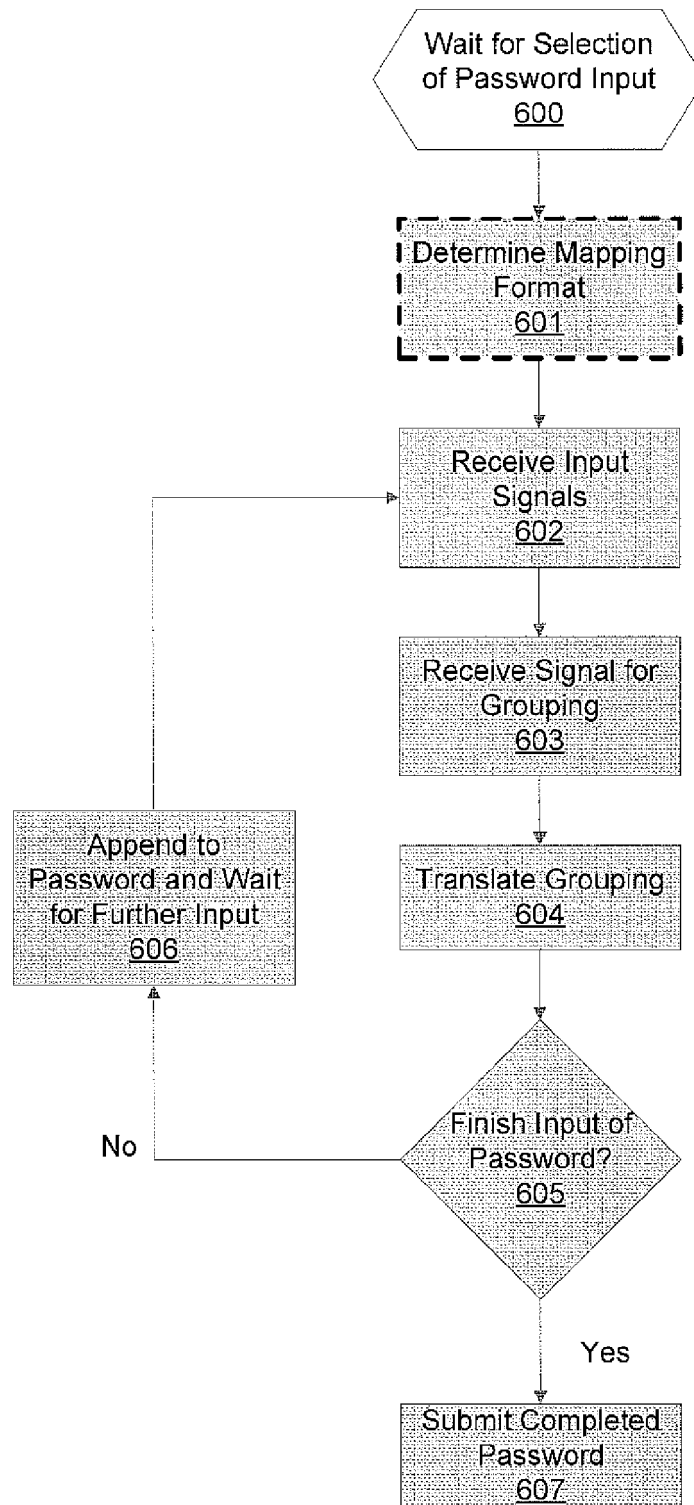 Wait for Selection
of Password Input
600
Determine Mapping
Format
601
Receive Input
Signals
602
Receive Signal for
Grouping
603
Translate Grouping
604
Append to
Password and Wait
for Further Input
606
Finish Input of
Password?
605
No
Yes
Submit Completed
Password
607